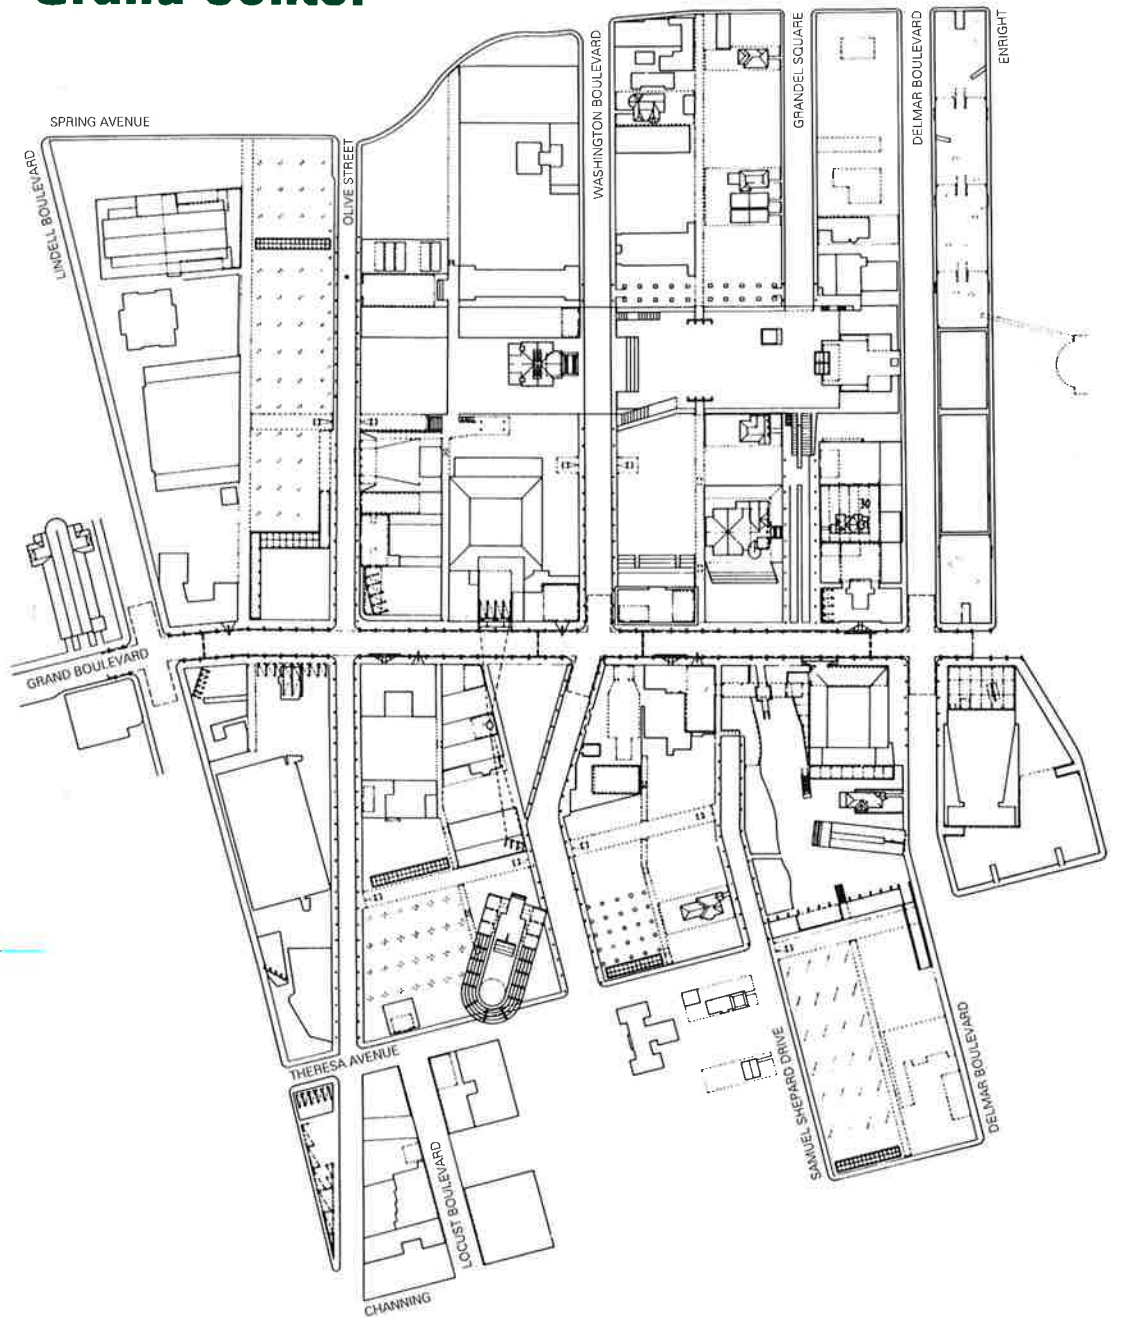 Grand Center
SPRING AVENUE
LINDELL BOULEVARD
OLIVE STREET
WASHINGTON BOULEVARD
GRANDEL SQUARE
DELMAR BOULEVARD
ENRIGHT
30
GRAND BOULEVARD
THERESA AVENUE
SAMUEL SHEPARD DRIVE
DELMAR BOULEVARD
LOCUST BOULEVARD
CHANNING